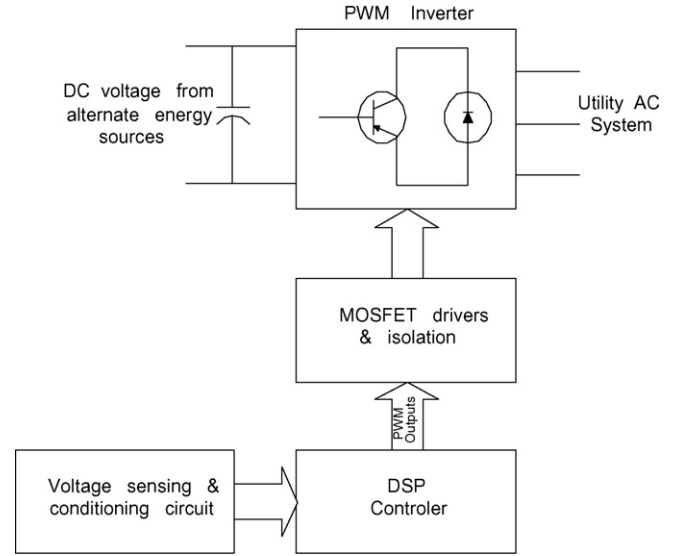 PWM Inverter
DC voltage from
alternate energy
sources
Utility AC
System
MOSFET drivers
& isolation
PWM
Outputs
Voltage sensing &
conditioning circuit
DSP
Controler